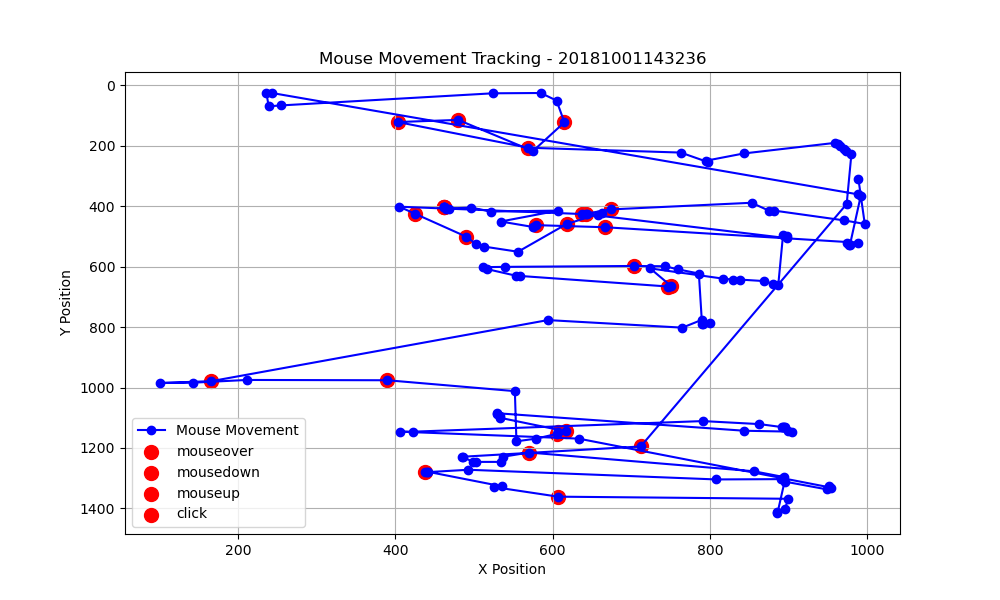 Mouse Movement Tracking - 20181001143236
Y Position
0
200
400
600
800
1000
1200
1400
Mouse Movement
mouseover
mousedown
mouseup
click
200
400
600
800
1000
X Position